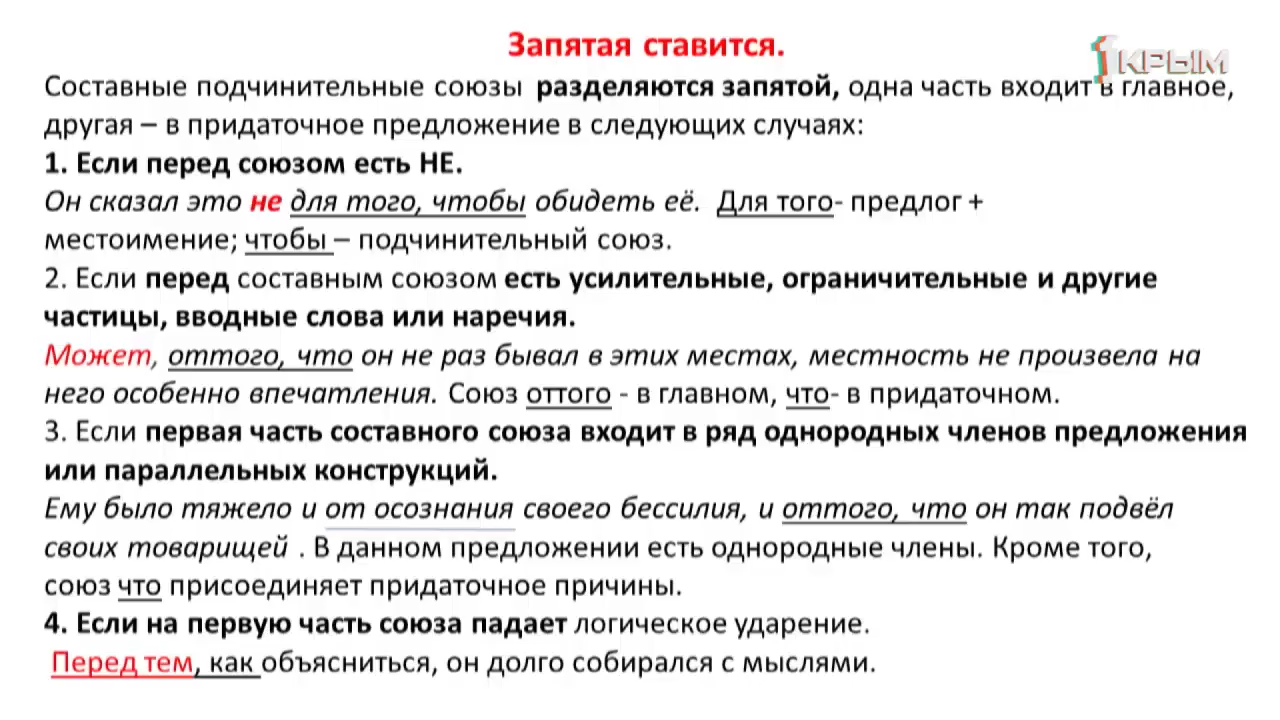 Запятая ставится.
1КРЫМ
Составные подчинительные союзы разделяются запятой, одна часть входит в главное,
другая – в придаточное предложение в следующих случаях:
1. Если перед союзом есть НЕ.
Он сказал это не для того, чтобы обидеть её. Для того- предлог +
местоимение; чтобы – подчинительный союз.
2. Если перед составным союзом есть усилительные, ограничительные и другие
частицы, вводные слова или наречия.
Может, оттого, что он не раз бывал в этих местах, местность не произвела на
него особенно впечатления. Союз оттого - в главном, что- в придаточном.
3. Если первая часть составного союза входит в ряд однородных членов предложения
или параллельных конструкций.
Ему было тяжело и от осознания своего бессилия, и оттого, что он так подвёл
своих товарищей . В данном предложении есть однородные члены. Кроме того,
союз что присоединяет придаточное причины.
4. Если на первую часть союза падает логическое ударение.
Перед тем, как объясниться, он долго собирался с мыслями.